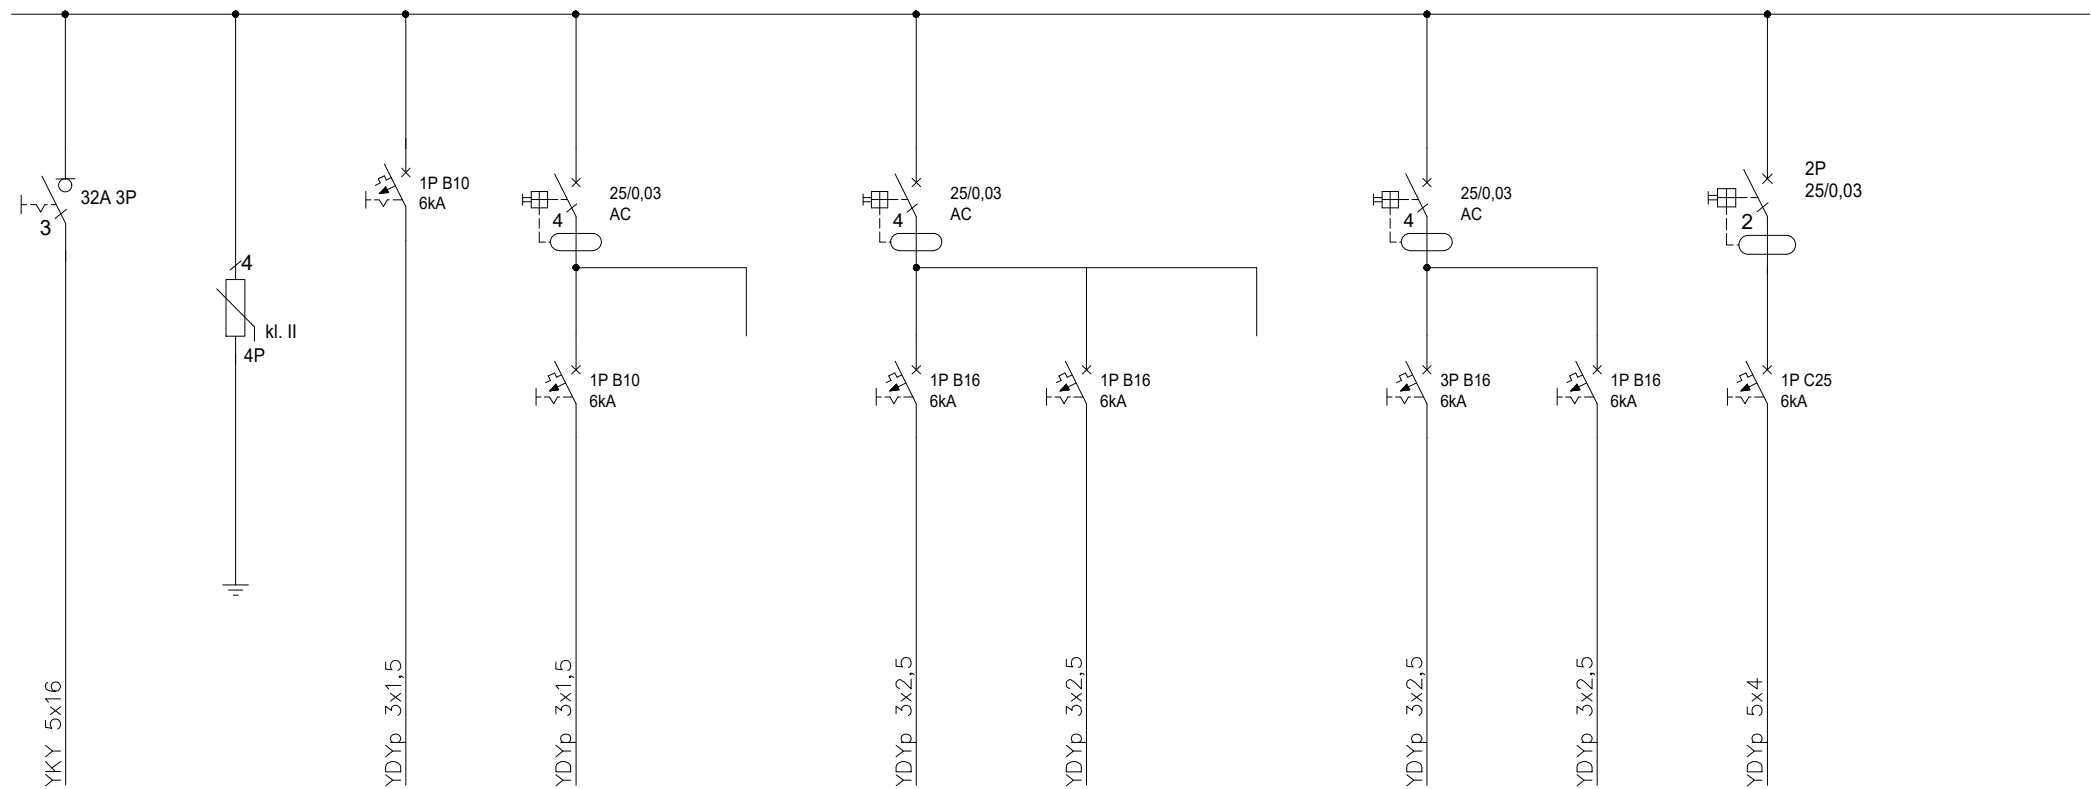 32A 3P
3
4
kl. II
4P
1P B10
6kA
25/0,03
AC
4
1P B10
6kA
25/0,03
AC
4
1P B16
6kA
1P B16
6kA
25/0,03
AC
4
3P B16
6kA
1P B16
6kA
2P
25/0,03
2
1P C25
6kA
YKY 5x16
YDYp 3x1,5
YDYp 3x1,5
YDYp 3x2,5
YDYp 3x2,5
YDYp 3x2,5
YDYp 3x2,5
YDYp 5x4